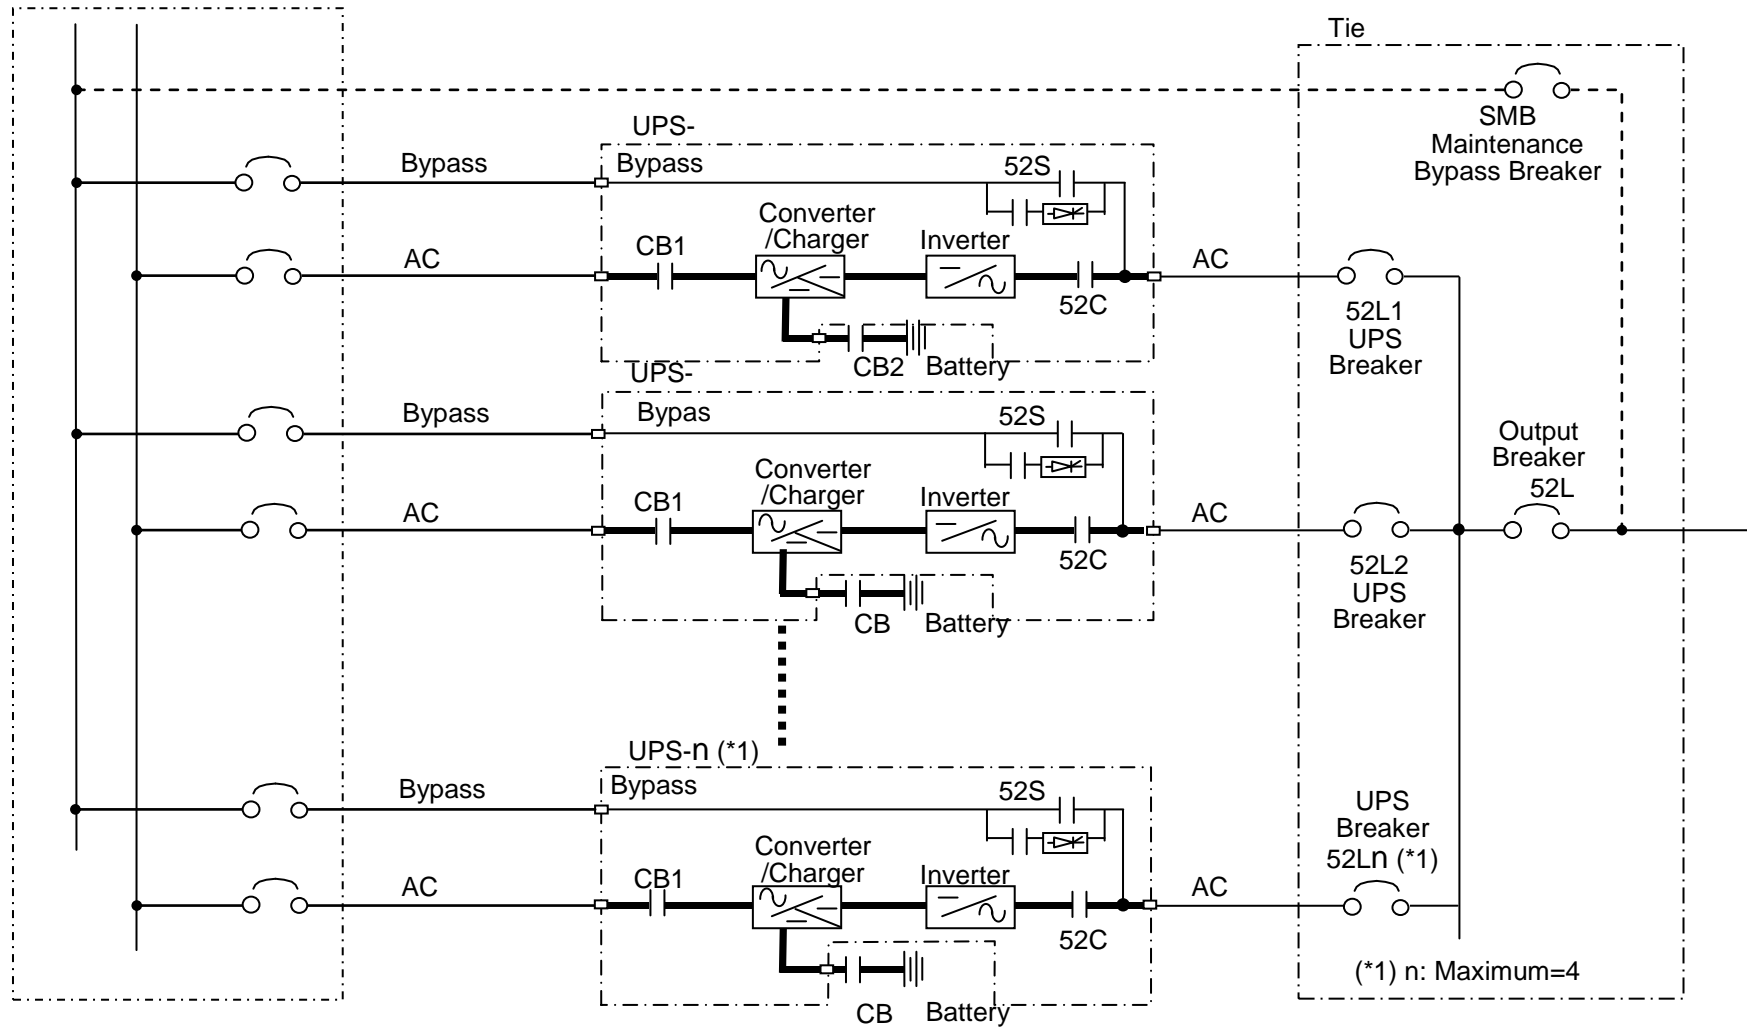 Tie
SMB
Maintenance
Bypass Breaker
UPS-
Bypass
Bypass
52S
Converter
/Charger
Inverter
CB1
AC
AC
52C
52L1
UPS
Breaker
CB2
Battery
UPS-
Bypass
Bypas
52S
Output
Breaker
52L
Converter
/Charger
Inverter
CB1
AC
AC
52C
52L2
UPS
Breaker
CB
Battery
UPS-n (*1)
Bypass
Bypass
52S
UPS
Breaker
52Ln (*1)
Converter
/Charger
Inverter
CB1
AC
AC
52C
(*1) n: Maximum=4
CB
Battery